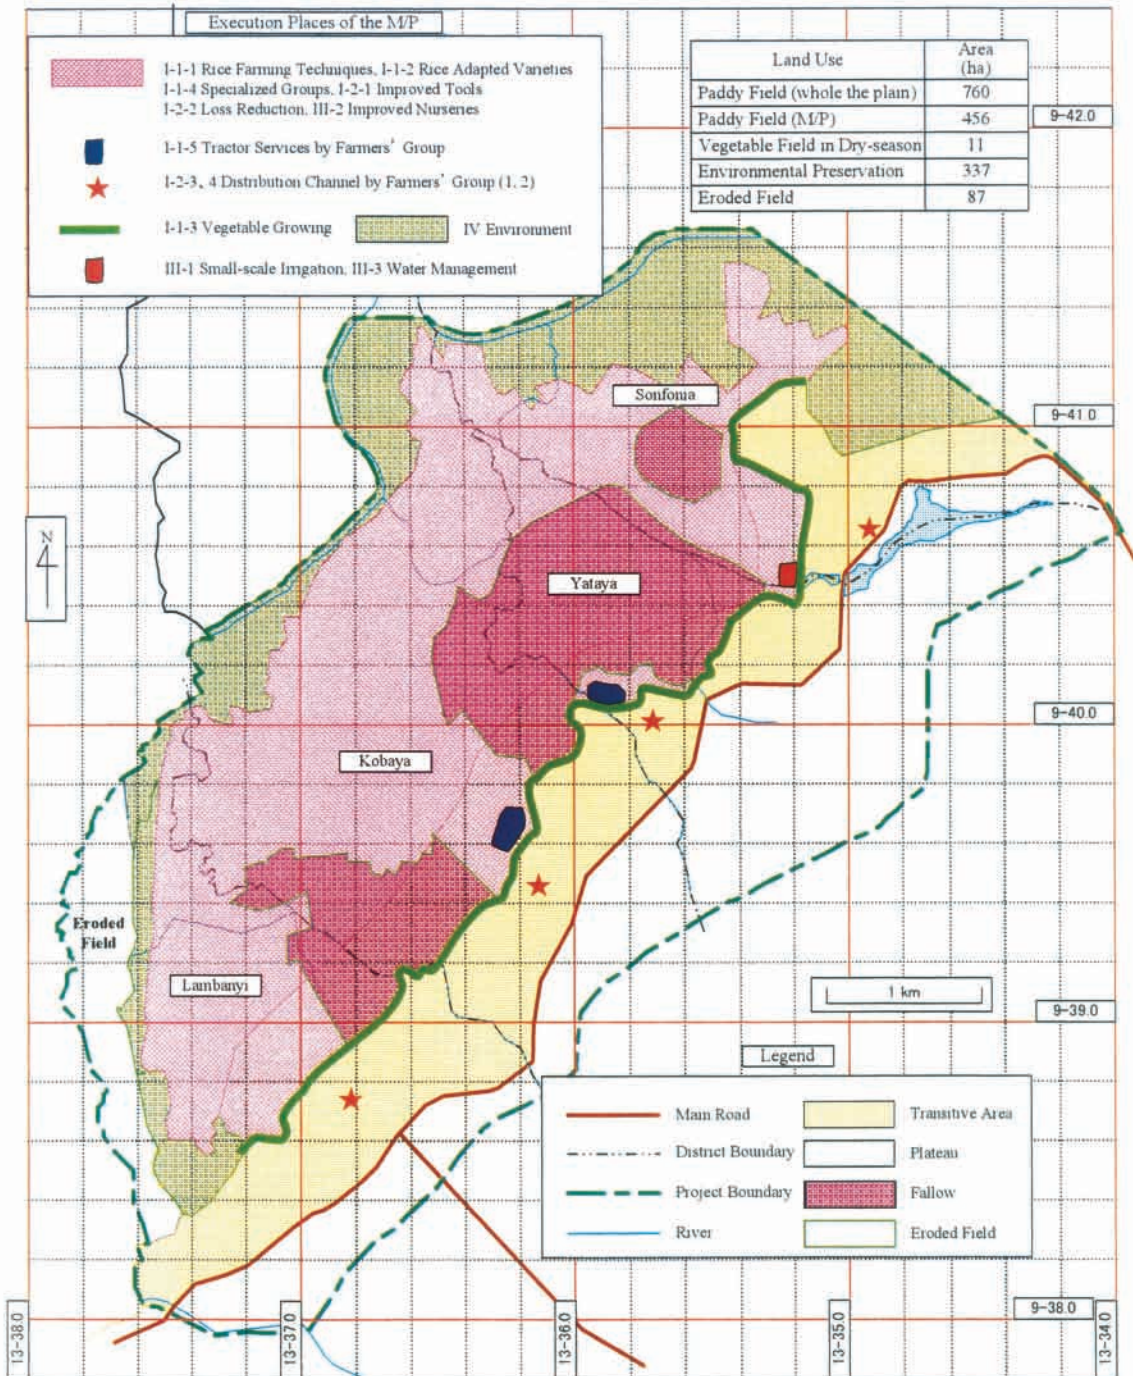 Execution Places of the M/P
I-1-1 Rice Farming Techniques, I-1-2 Rice Adapted Varieties
I-1-4 Specialized Groups, I-2-1 Improved Tools
I-2-2 Loss Reduction, III-2 Improved Nurseries
I-1-5 Tractor Services by Farmers' Group
I-2-3, 4 Distribution Channel by Farmers' Group (1, 2)
I-1-3 Vegetable Growing
IV Environment
III-1 Small-scale Irrigation, III-3 Water Management
Land Use Area (ha)
Paddy Field (whole the plain) 760
Paddy Field (M/P) 456
Vegetable Field in Dry-season 11
Environmental Preservation 337
Eroded Field 87
9-42.0
Sonfonia
9-41.0
N
Yataya
9-40.0
Kobaya
Eroded
Field
Lambanyi
1 km
9-39.0
Legend
Main Road
Transitive Area
District Boundary
Plateau
Project Boundary
Fallow
River
Eroded Field
9-38.0
13-38.0
13-37.0
13-36.0
13-35.0
13-34.0